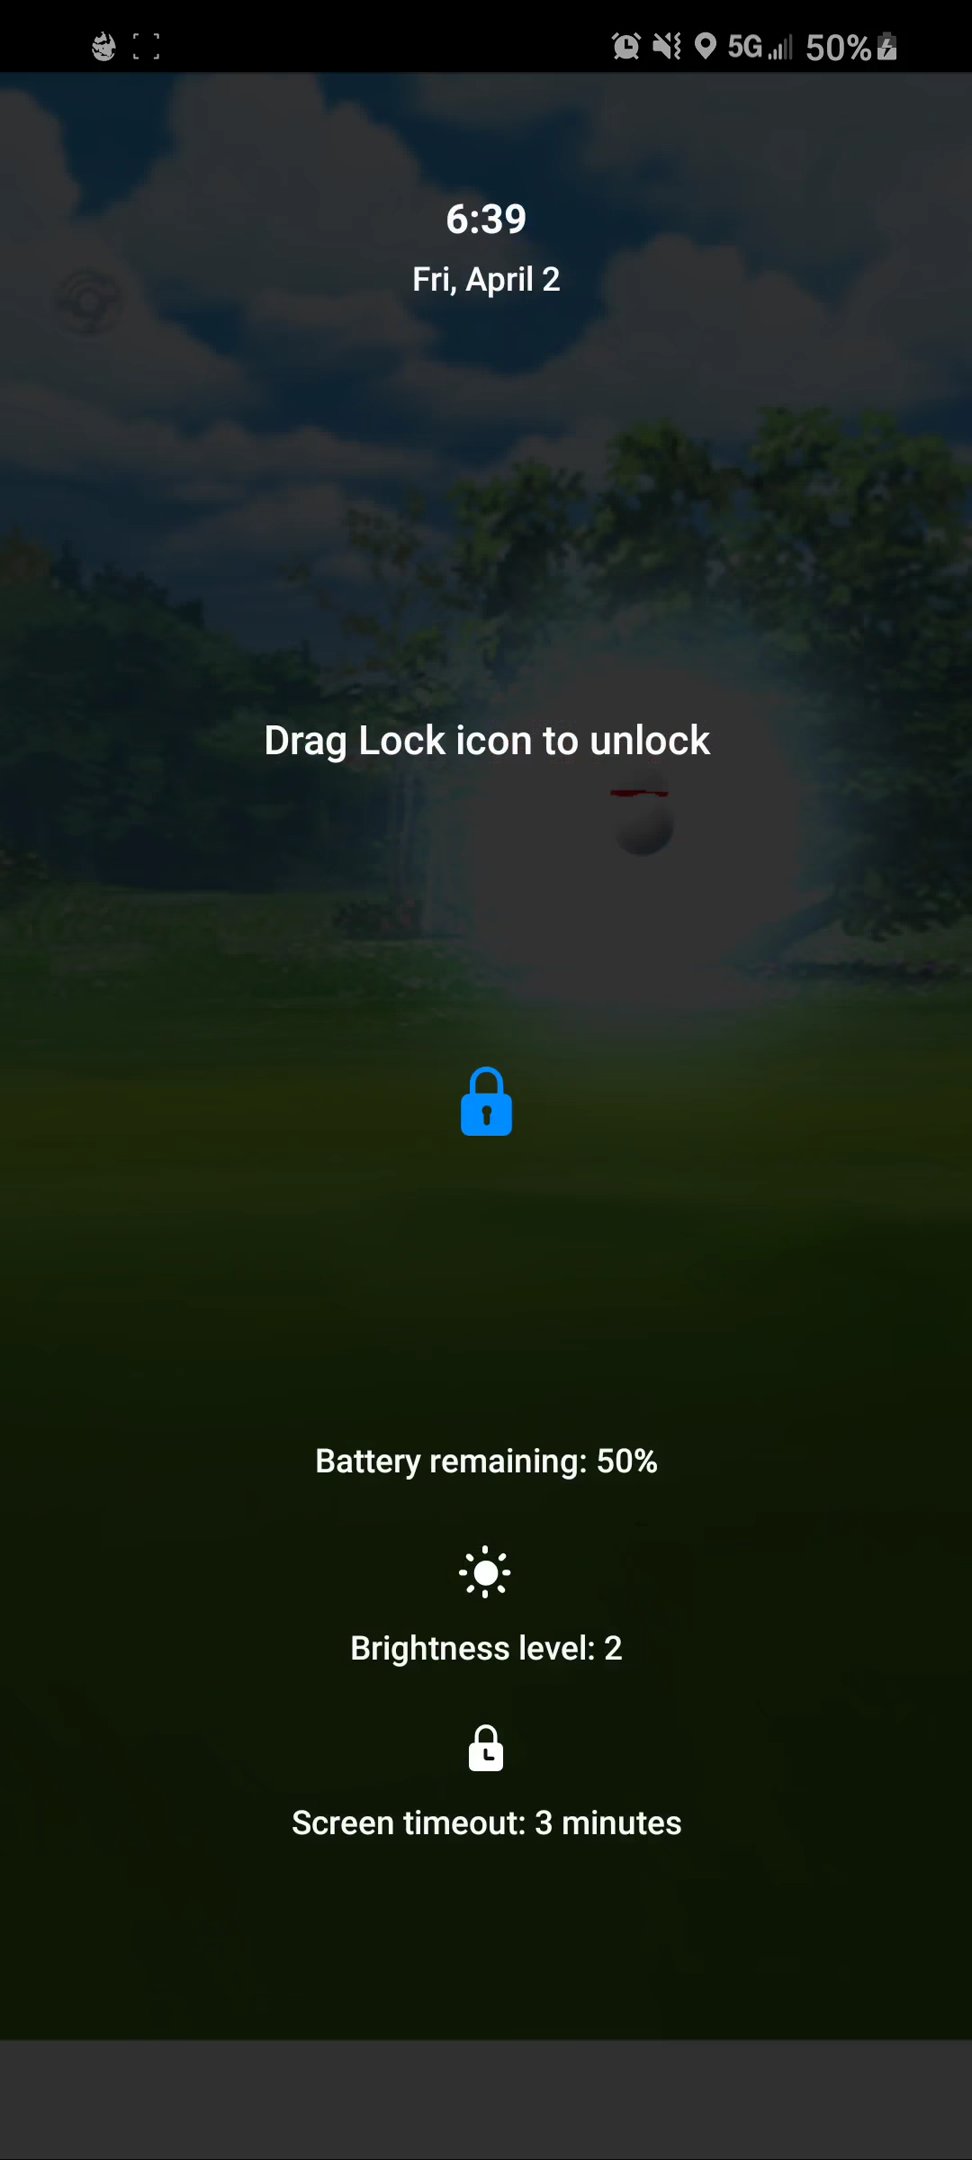 5G 50%
6:39
Fri, April 2
Drag Lock icon to unlock
Battery remaining: 50%
Brightness level: 2
Screen timeout: 3 minutes